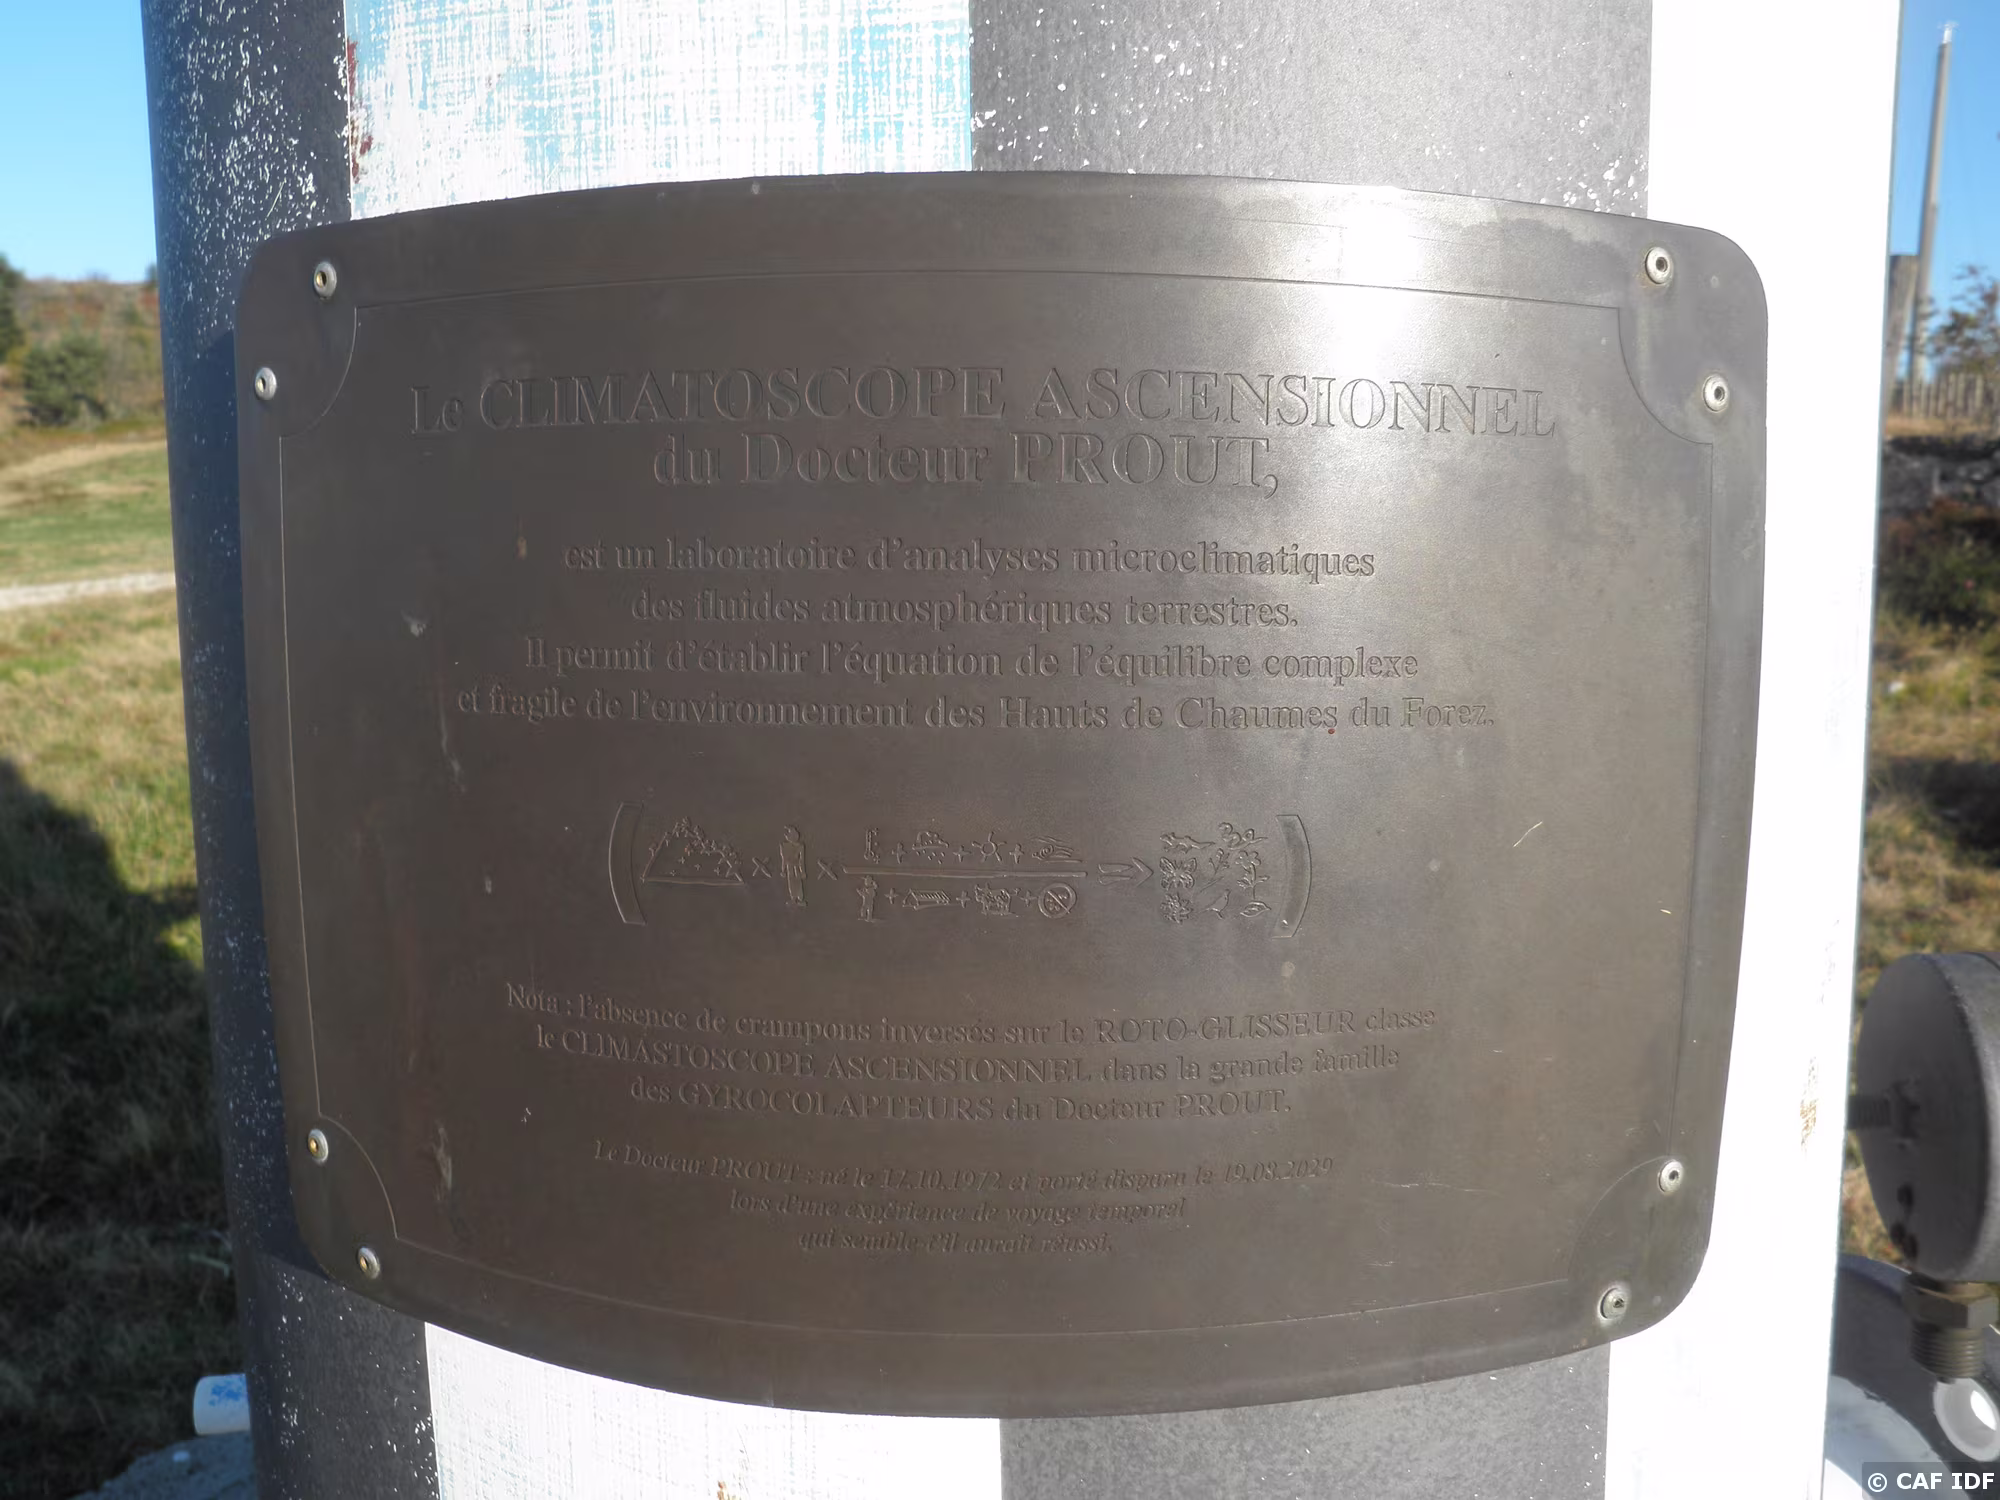 Le CLIMATOSCOPE ASCENSIONNEL
du Docteur PROUT,
est un laboratoire d'analyses microclimatiques
des fluides atmosphériques terrestres.
Il permit d'établir l'équation de l'équilibre complexe
et fragile de l'environnement des Hauts de Chaumes du Forez.
Nota : l'absence de crampons inversés sur le ROTO-GLISSEUR classe
le CLIMASTOSCOPE ASCENSIONNEL dans la grande famille
des GYROCOLAPTEURS du Docteur PROUT.
Le Docteur PROUT : né le 17.10.1972 et porté disparu le 19.08.2029
lors d'une expérience de voyage temporel
qui semble-t'il aurait réussi.
© CAF IDF